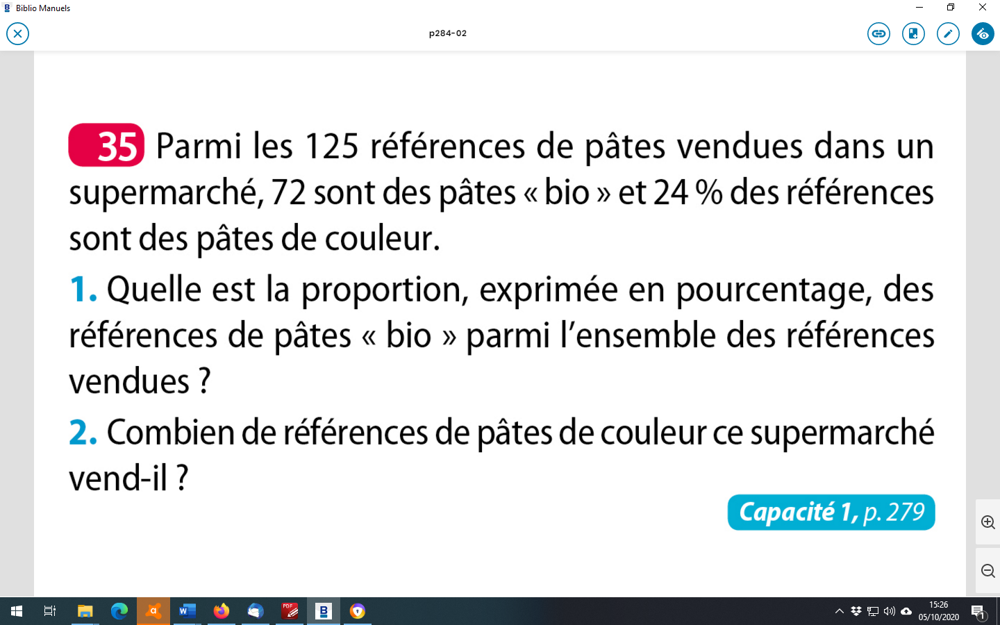 Biblio Manuels
p284-02
35 Parmi les 125 références de pâtes vendues dans un
supermarché, 72 sont des pâtes « bio » et 24 % des références
sont des pâtes de couleur.
1. Quelle est la proportion, exprimée en pourcentage, des
références de pâtes « bio » parmi l’ensemble des références
vendues ?
2. Combien de références de pâtes de couleur ce supermarché
vend-il ?
Capacité 1, p. 279
15:26
05/10/2020
1
PDF